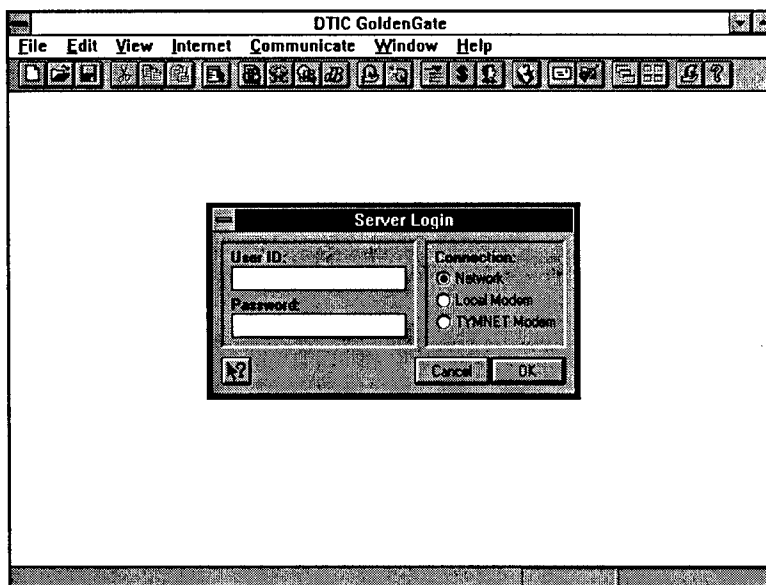 DTIC GoldenGate
File Edit View Internet Communicate Window Help
dB $ ?
Server Login
User ID:
Connection:
Network
Password:
Local Modem
TYMNET Modem
?
Cancel OK